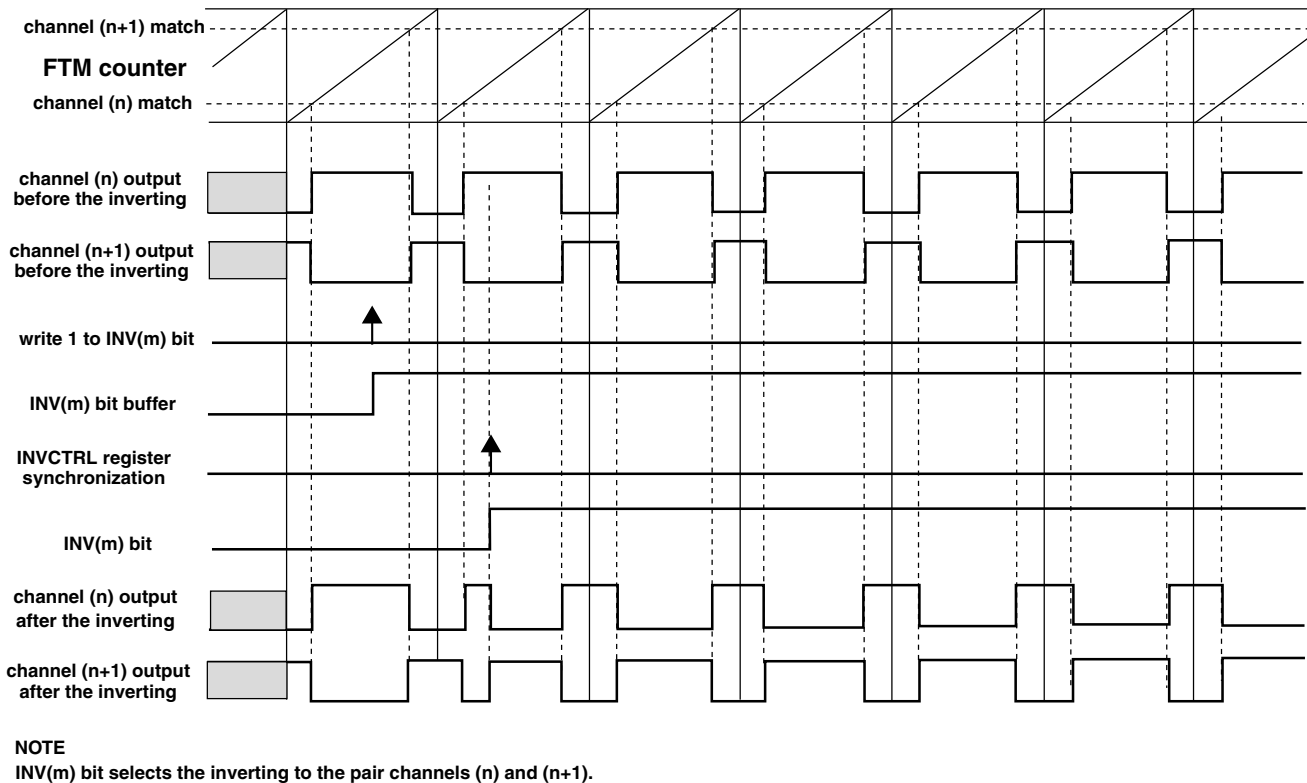 channel (n+1) match
FTM counter
channel (n) match
channel (n) output
before the inverting
channel (n+1) output
before the inverting
write 1 to INV(m) bit
INV(m) bit buffer
INVCTRL register
synchronization
INV(m) bit
channel (n) output
after the inverting
channel (n+1) output
after the inverting
NOTE
INV(m) bit selects the inverting to the pair channels (n) and (n+1).